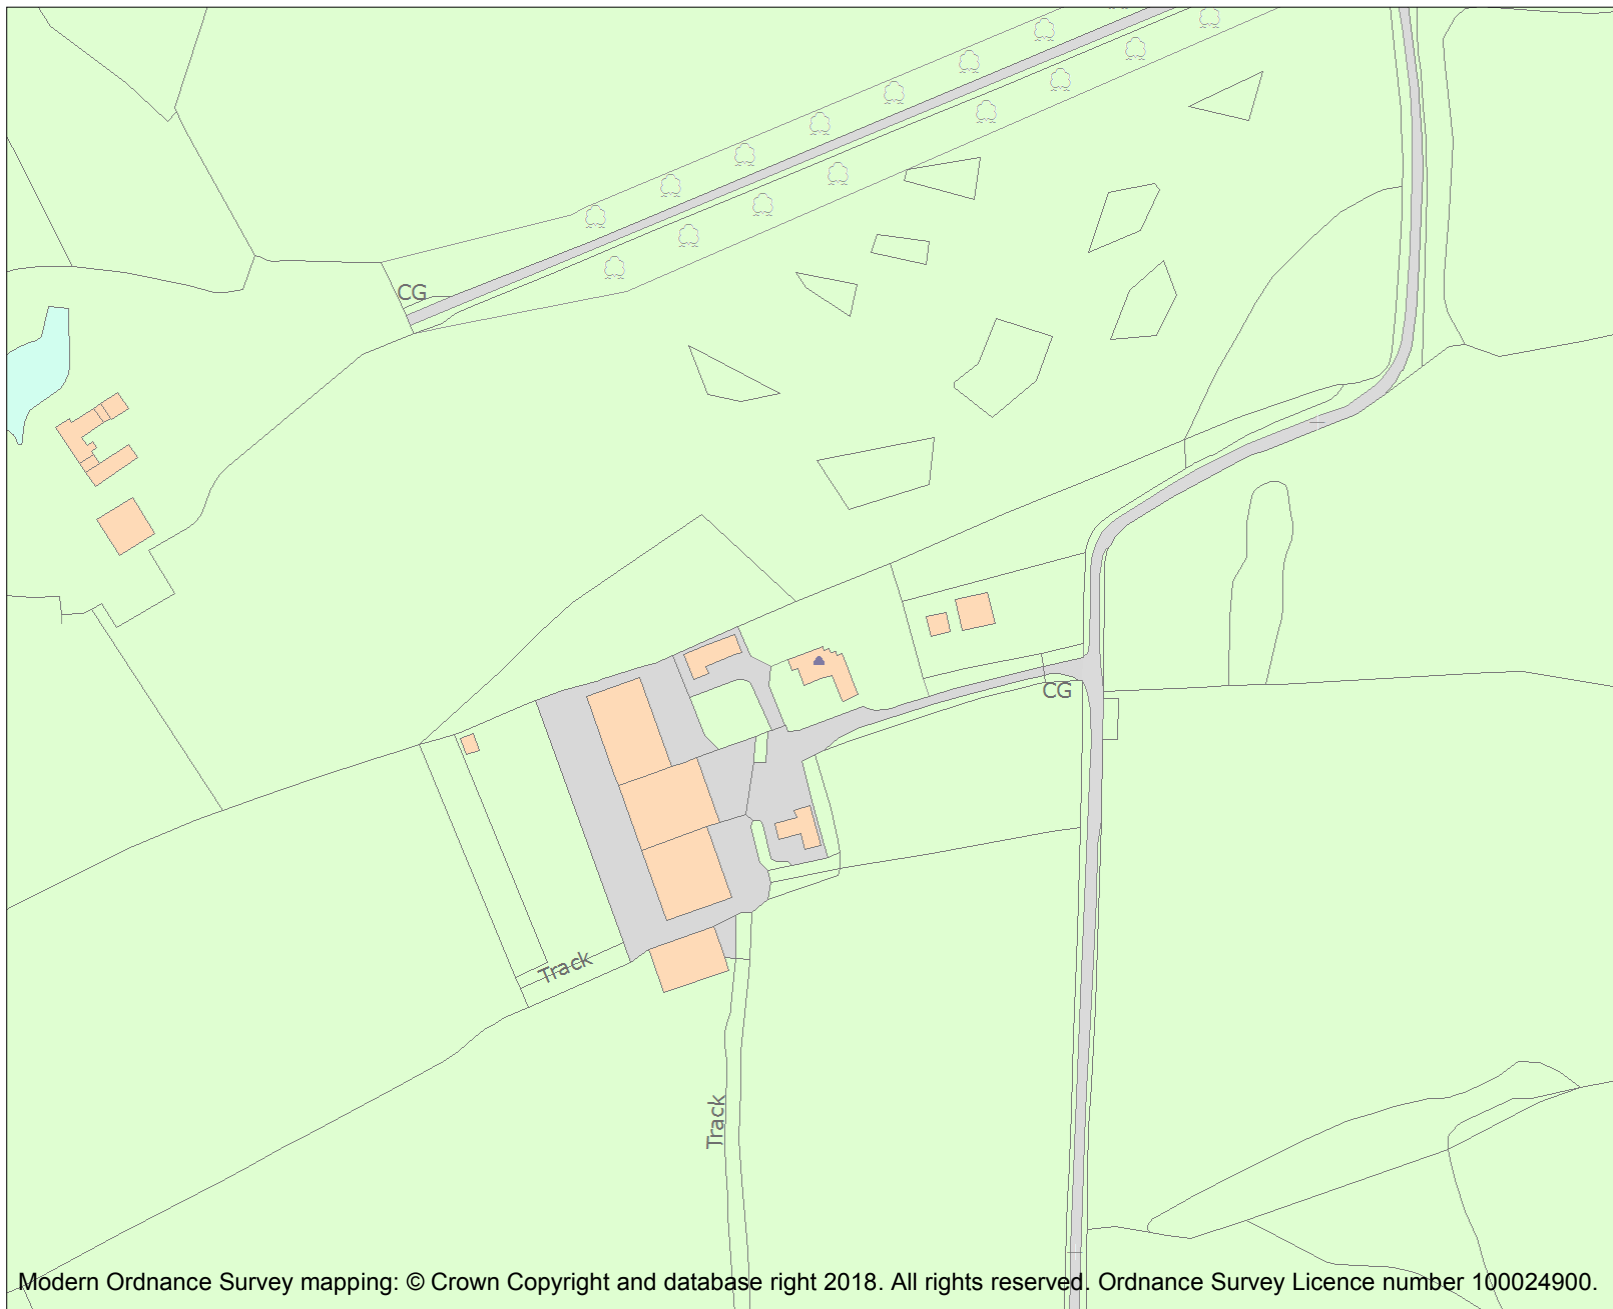 CG
CG
Track
Track
Modern Ordnance Survey mapping: © Crown Copyright and database right 2018. All rights reserved. Ordnance Survey Licence number 100024900.